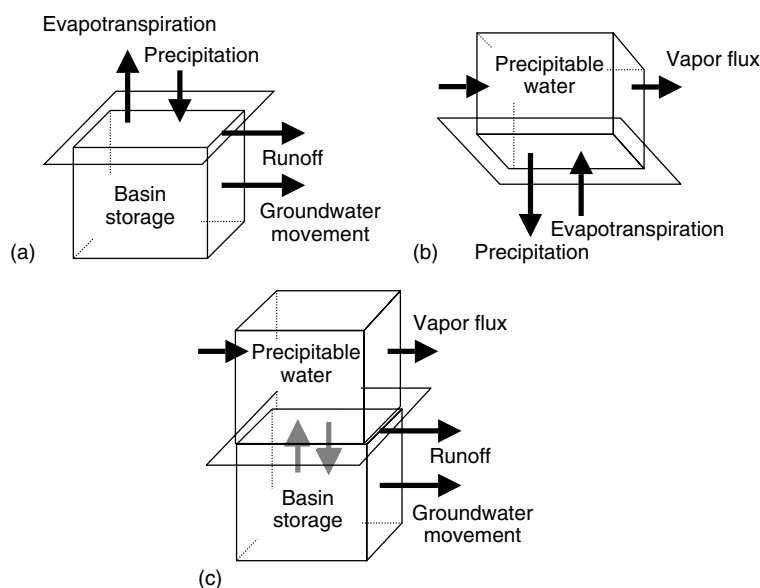 Evapotranspiration
Precipitation
Runoff
Basin
storage
Groundwater
movement
(a)
Precipitable
water
Vapor flux
Evapotranspiration
Precipitation
(b)
Vapor flux
Precipitable
water
Runoff
Basin
storage
Groundwater
movement
(c)